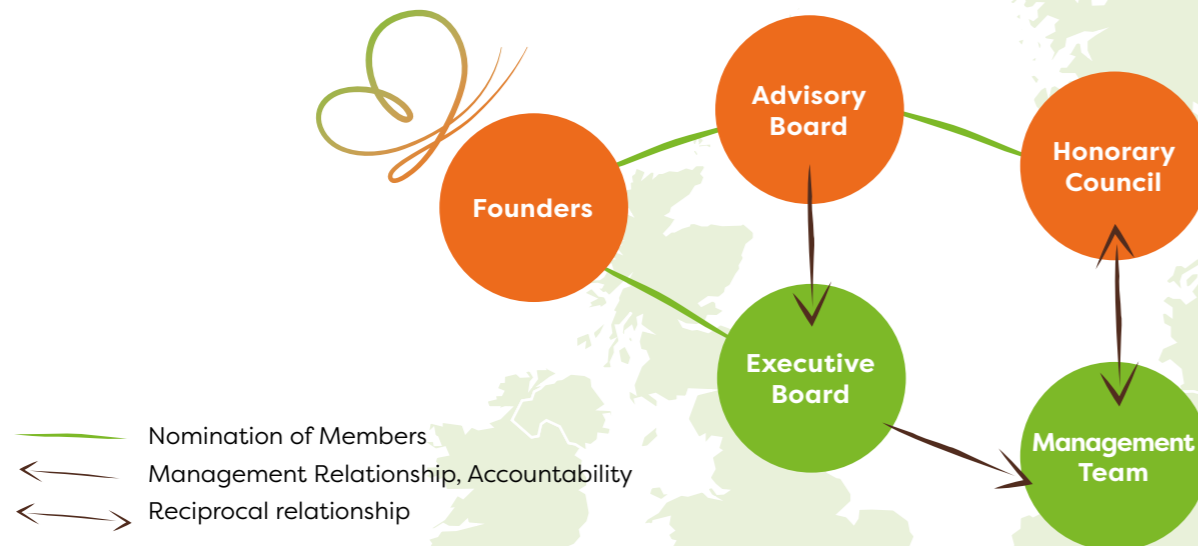 Advisory
Board
Honorary
Council
Founders
Executive
Board
Management
Team
Nomination of Members
Management Relationship, Accountability
Reciprocal relationship